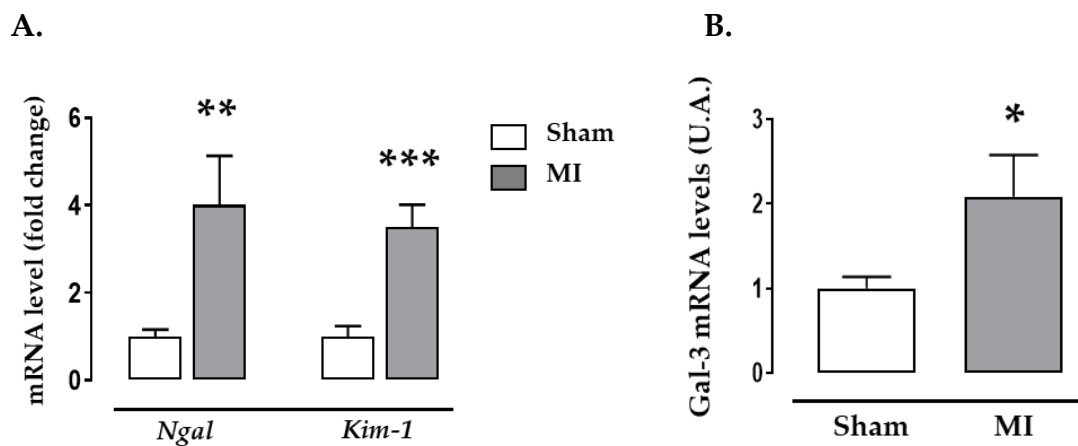 A.
mRNA level (fold change)
6
4
2
0
**
***
Ngal
Kim-1
Sham
MI
B.
Gal-3 mRNA levels (U.A.)
3
2
1
0
*
Sham
MI